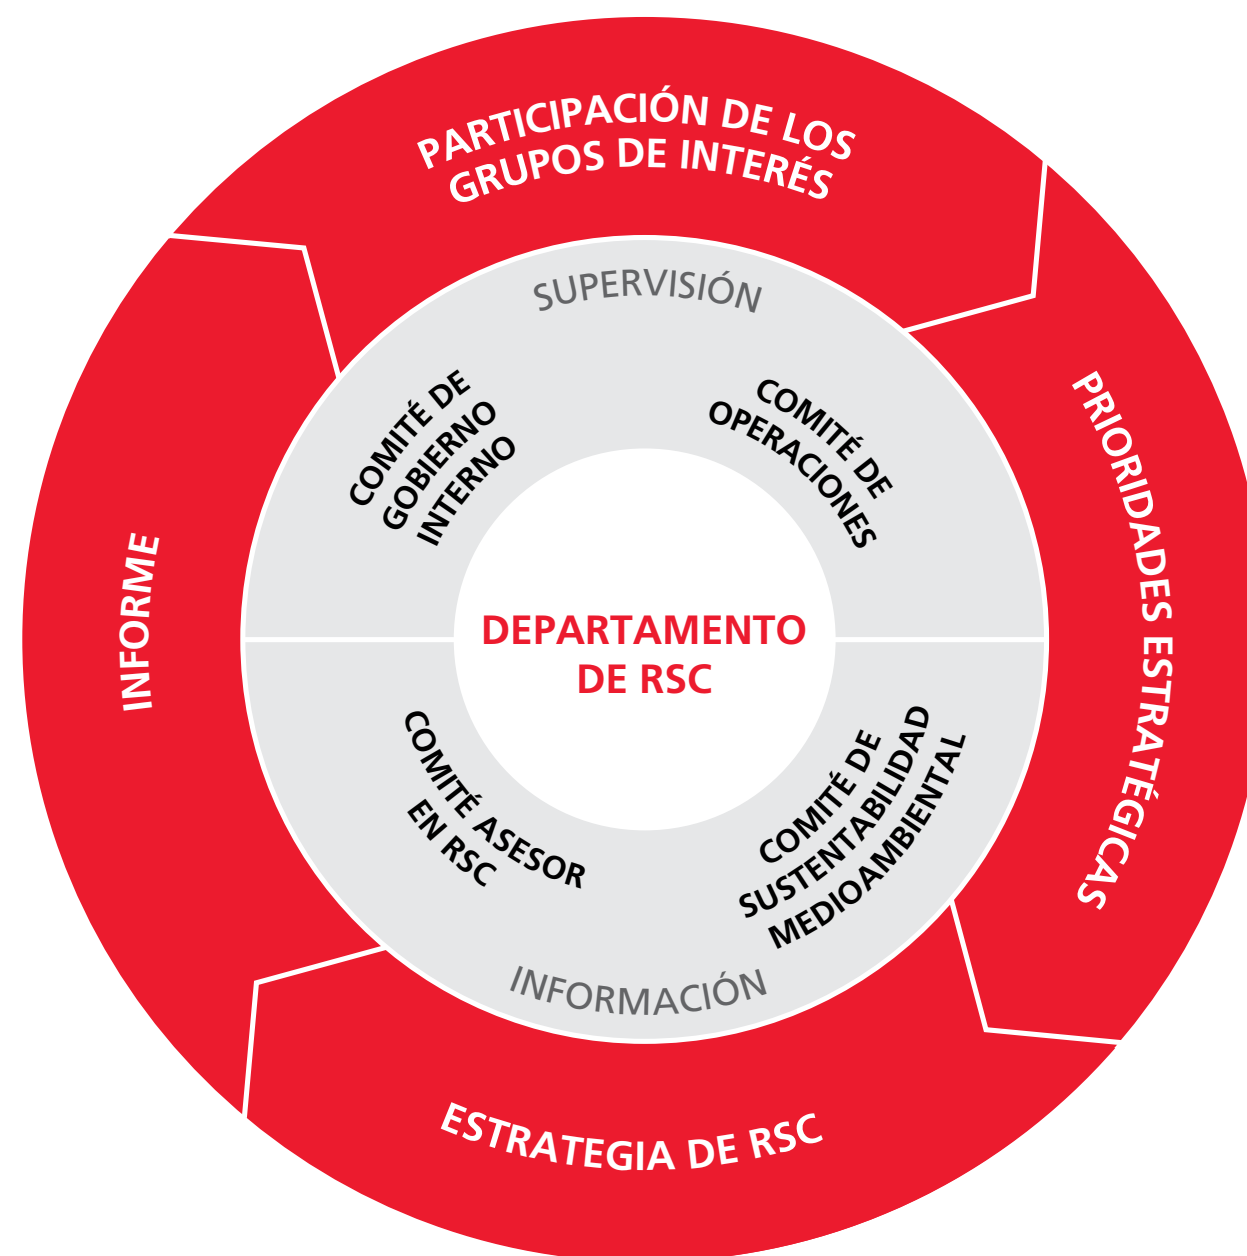 PARTICIPACIÓN DE LOS
GRUPOS DE INTERÉS
SUPERVISIÓN
COMITÉ DE
GOBIERNO
INTERNO
COMITÉ DE
OPERACIONES
PRIORIDADES ESTRATÉGICAS
INFORME
DEPARTAMENTO
DE RSC
COMITÉ ASESOR
EN RSC
COMITÉ DE
SUSTENTABILIDAD
MEDIOAMBIENTAL
INFORMACIÓN
ESTRATEGIA DE RSC